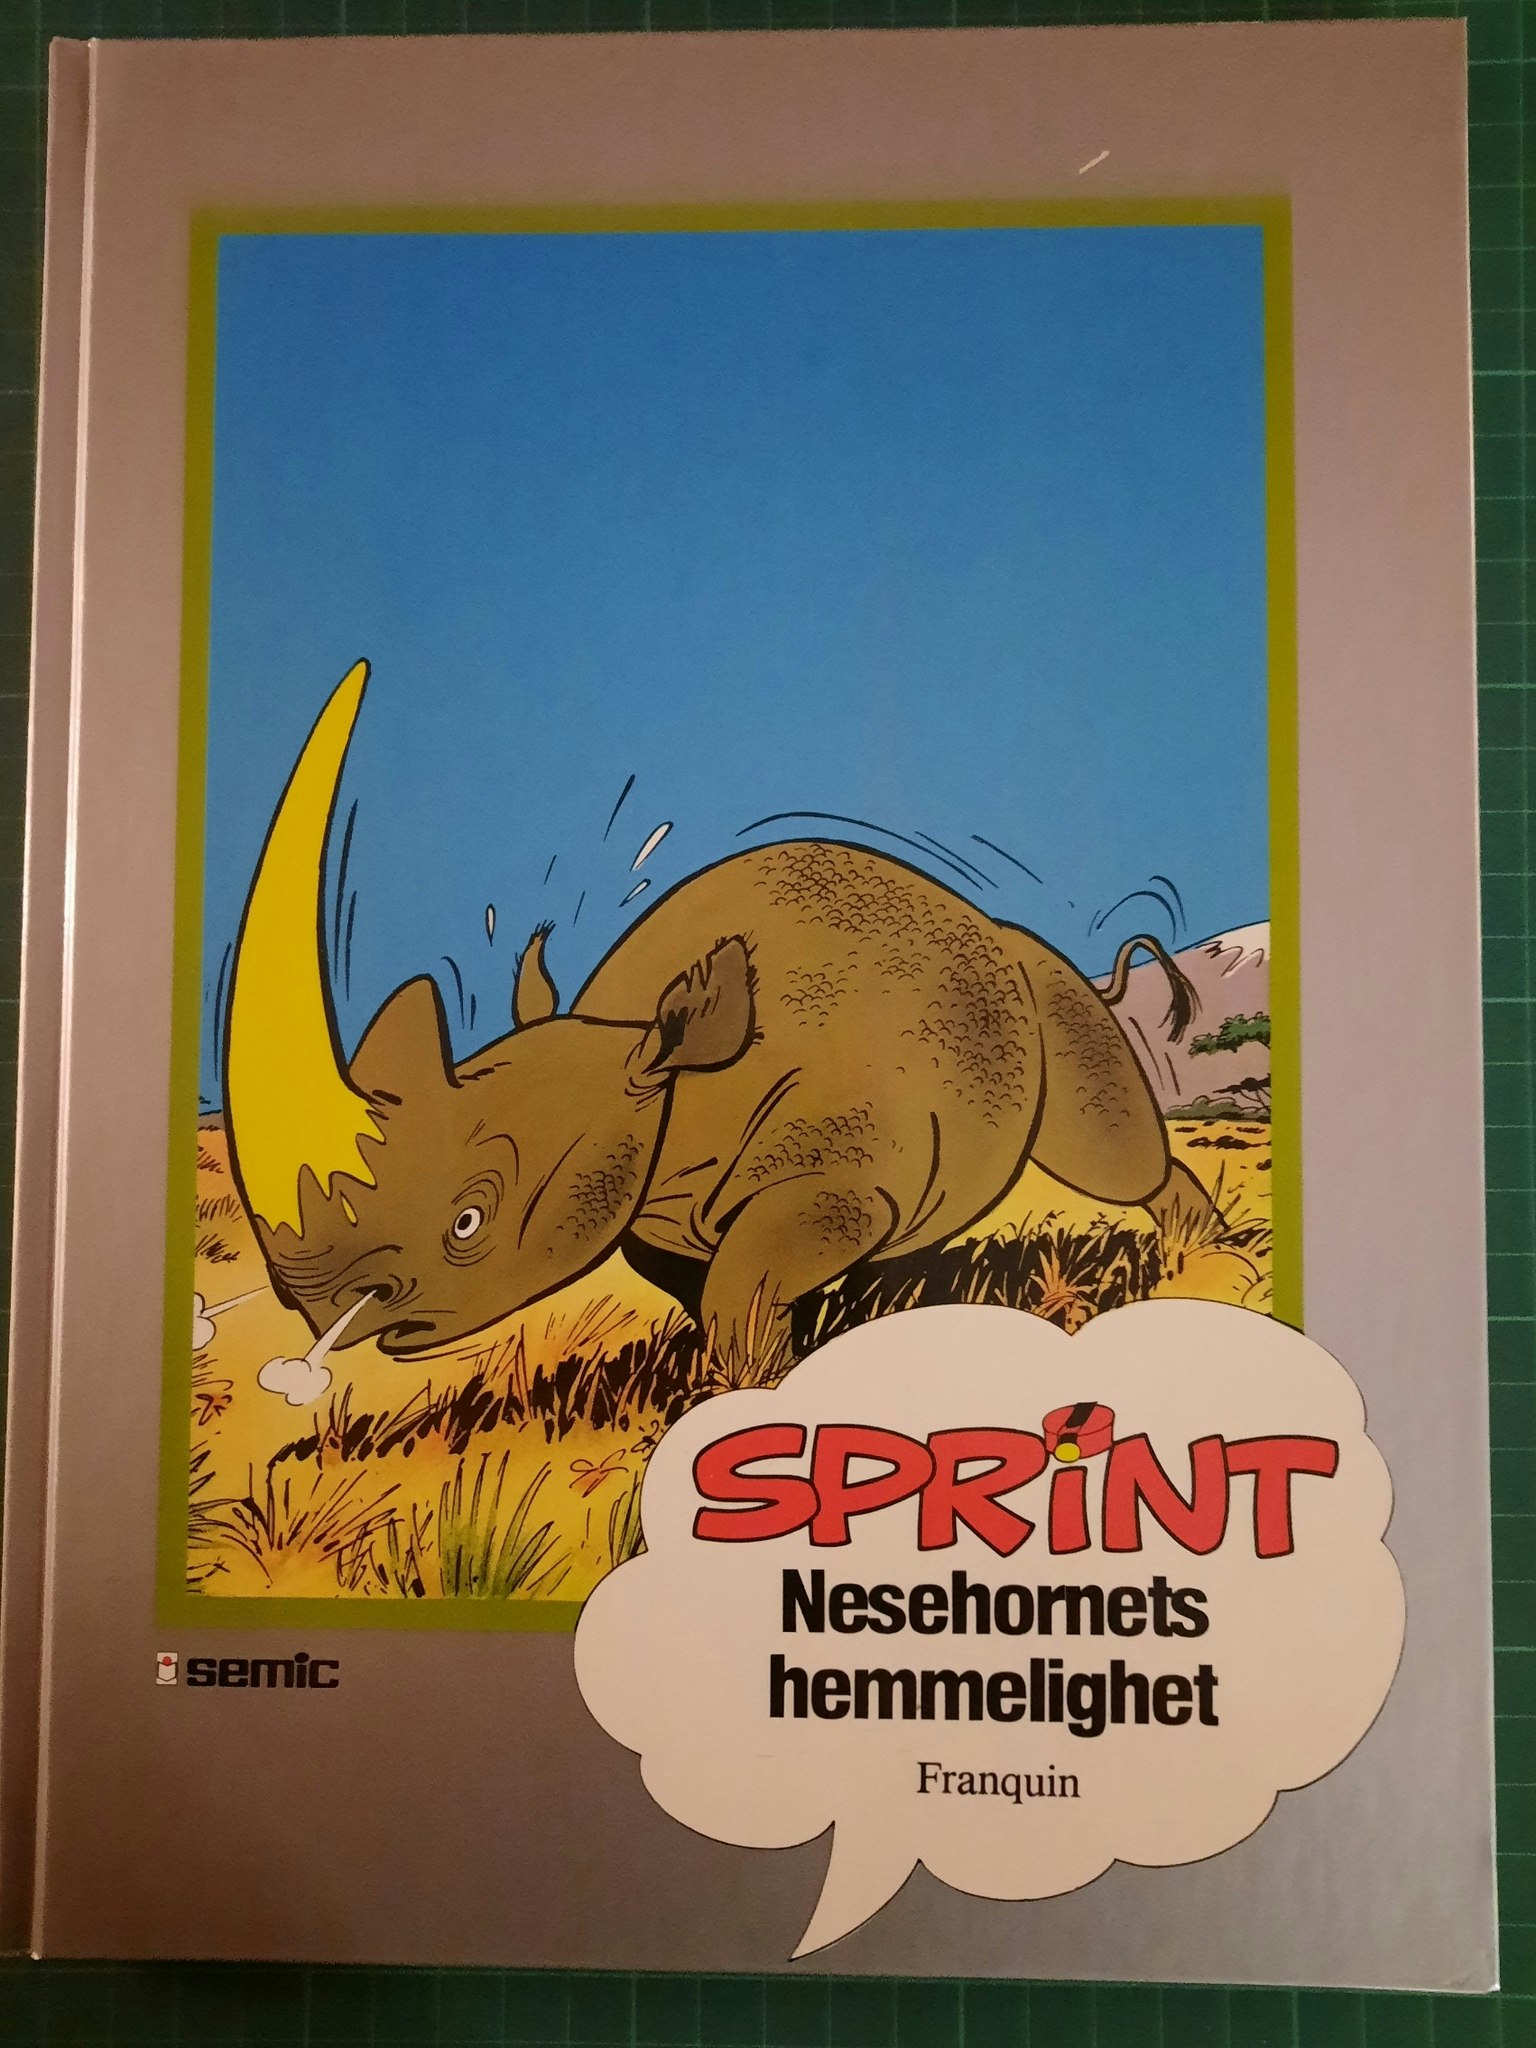 SPRiNT
Nesehornets
hemmelighet
Franquin
semic